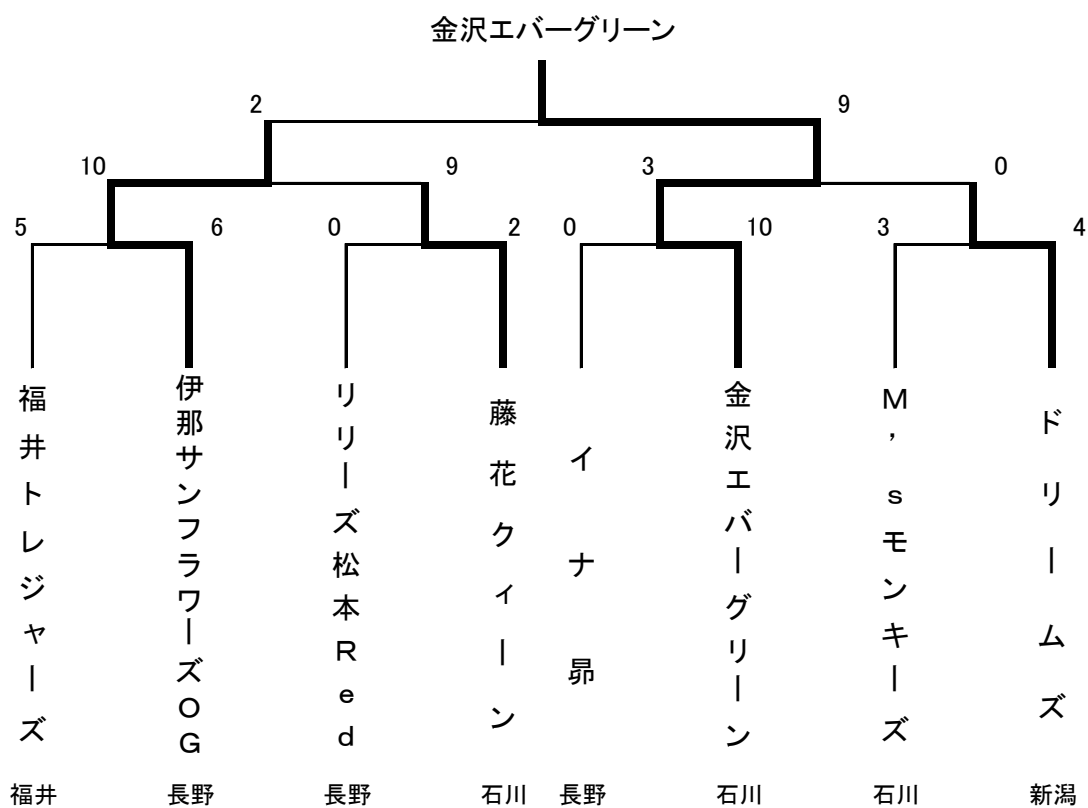 金沢エバーグリーン
2 9
10 9 3 0
5 6 0 2 0 10 3 4
福井トレジャーズ
伊那サンフラワーズOG
リリーズ松本Red
藤花クィーン
イナ昴
金沢エバーグリーン
M’sモンキーズ
ドリームズ
福井 長野 長野 石川 長野 石川 石川 新潟